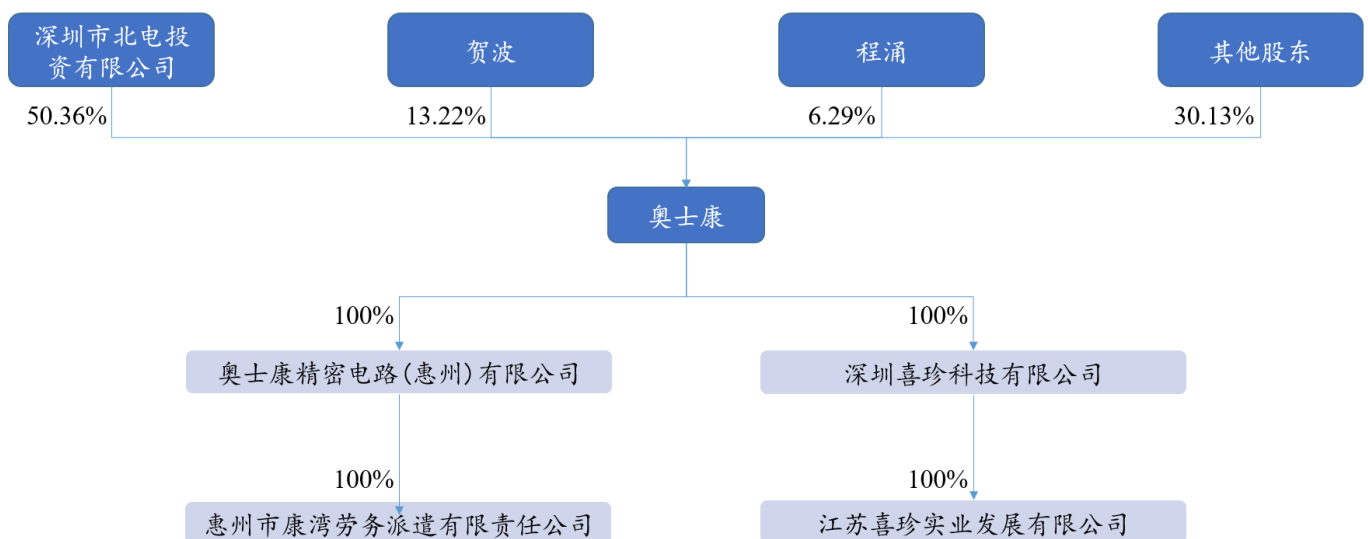 深圳市北电投
资有限公司
贺波
程涌
其他股东
50.36%
13.22%
6.29%
30.13%
奥士康
100%
100%
奥士康精密电路(惠州)有限公司
深圳喜珍科技有限公司
100%
100%
惠州市康湾劳务派遣有限责任公司
江苏喜珍实业发展有限公司